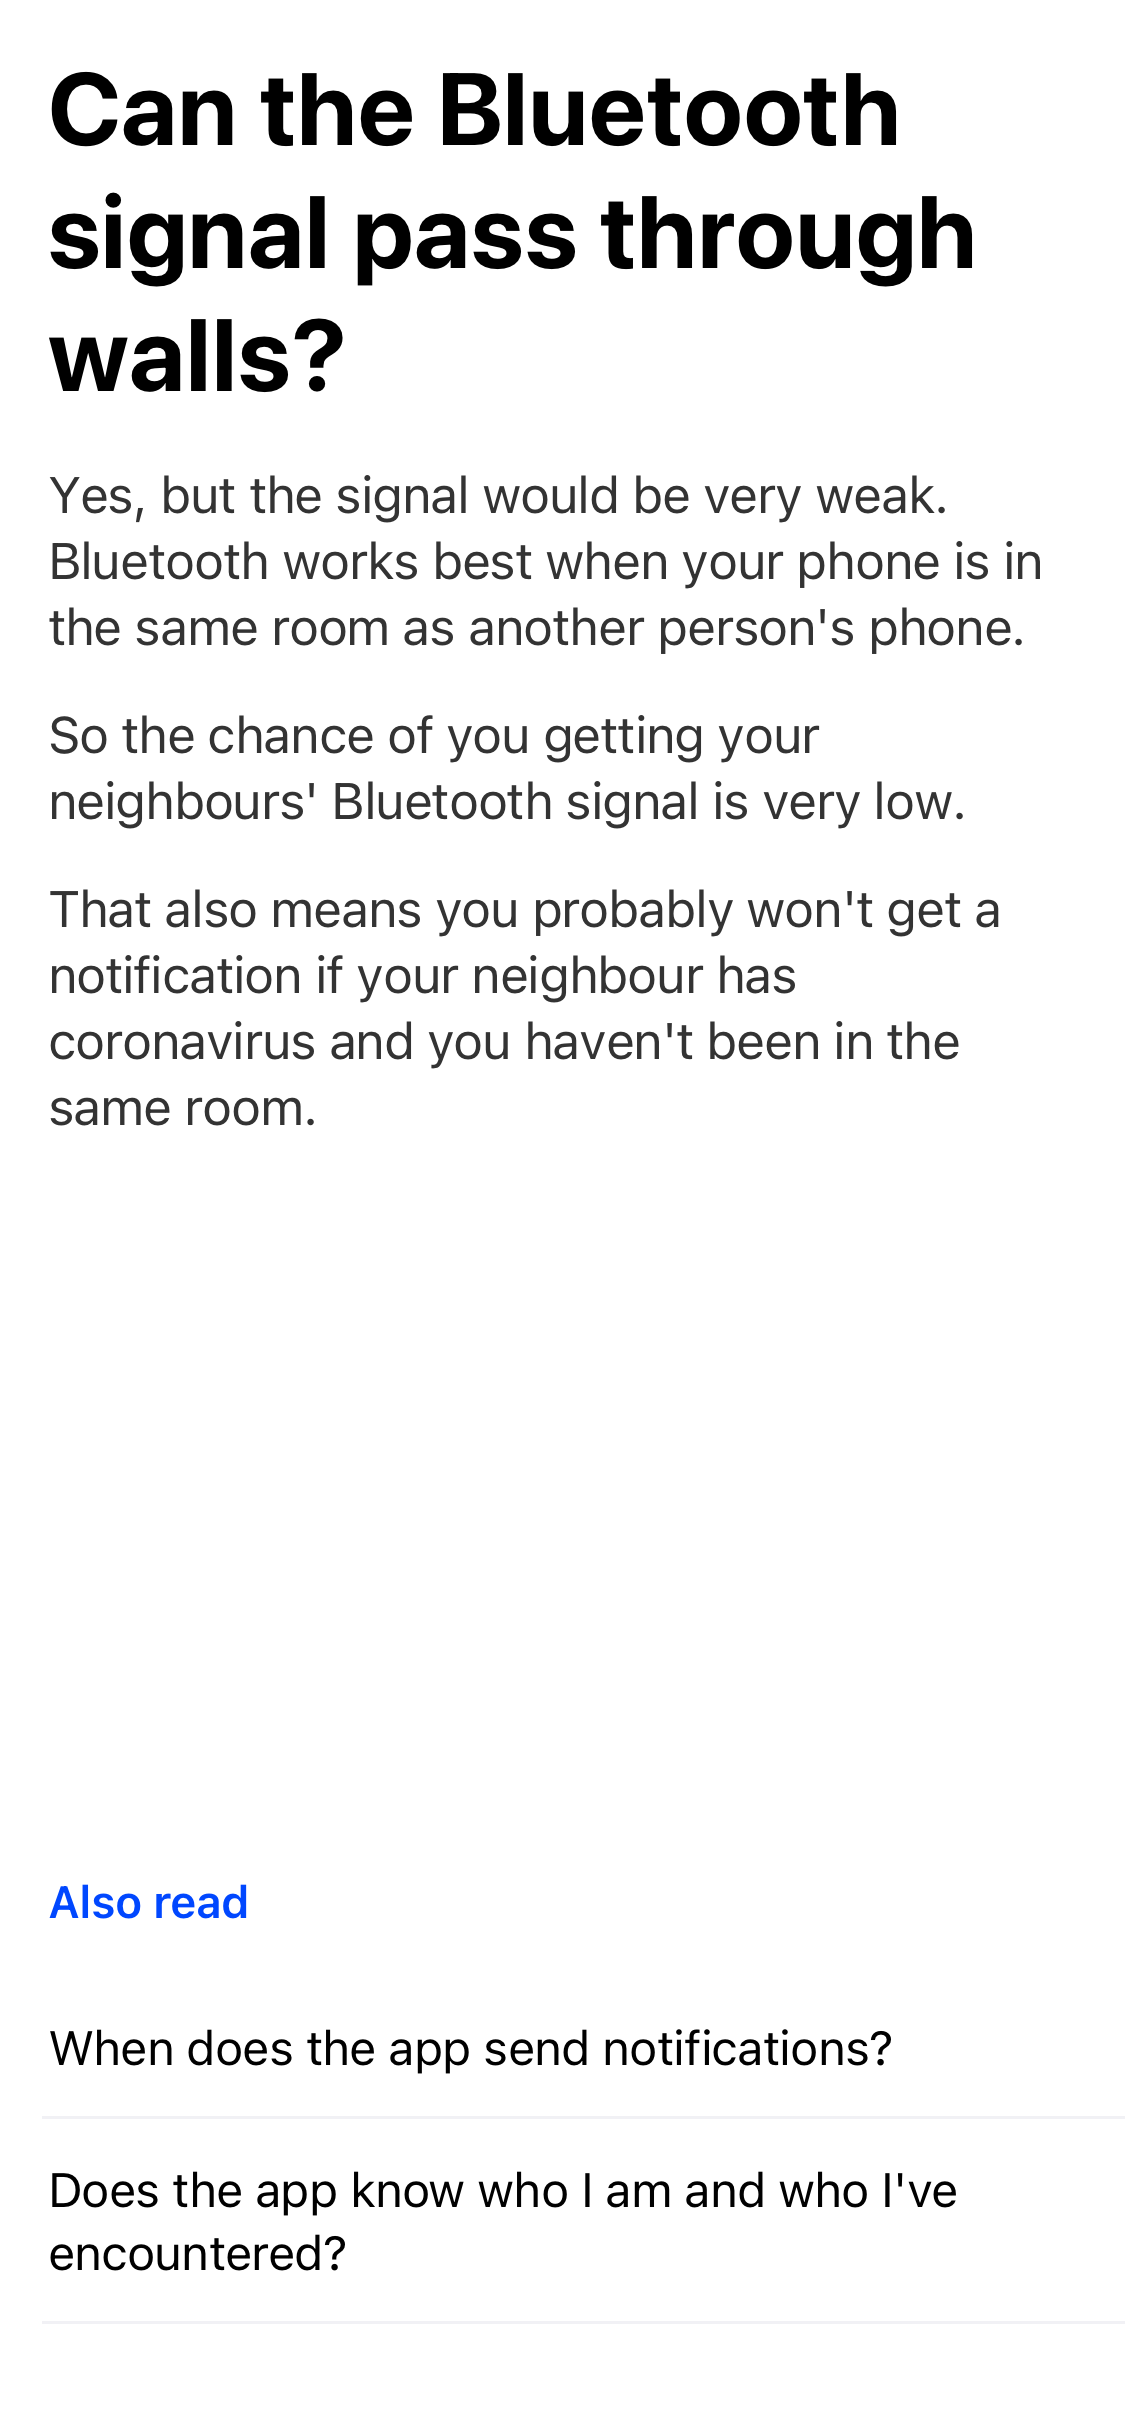 Can the Bluetooth
signal pass through
walls?
Yes, but the signal would be very weak.
Bluetooth works best when your phone is in
the same room as another person's phone.
So the chance of you getting your
neighbours' Bluetooth signal is very low.
That also means you probably won't get a
notification if your neighbour has
coronavirus and you haven't been in the
same room.
Also read
When does the app send notifications?
Does the app know who I am and who I've
encountered?